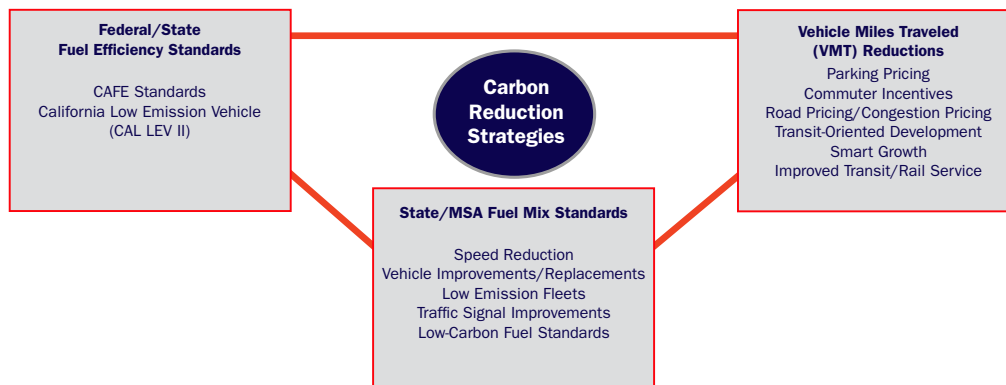 Federal/State
Fuel Efficiency Standards
CAFE Standards
California Low Emission Vehicle
(CAL LEV II)
Carbon
Reduction
Strategies
Vehicle Miles Traveled
(VMT) Reductions
Parking Pricing
Commuter Incentives
Road Pricing/Congestion Pricing
Transit-Oriented Development
Smart Growth
Improved Transit/Rail Service
State/MSA Fuel Mix Standards
Speed Reduction
Vehicle Improvements/Replacements
Low Emission Fleets
Traffic Signal Improvements
Low-Carbon Fuel Standards